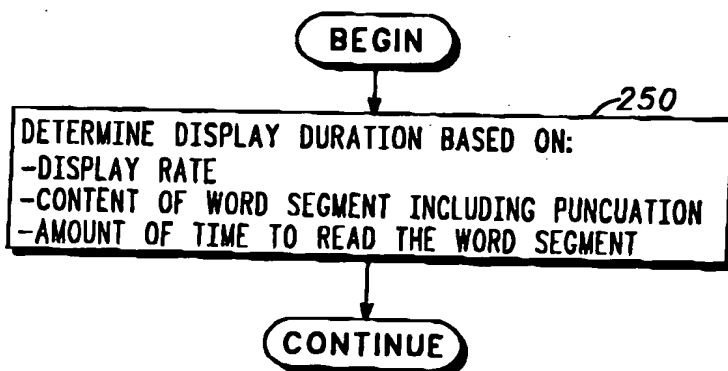 BEGIN
250
DETERMINE DISPLAY DURATION BASED ON:
-DISPLAY RATE
-CONTENT OF WORD SEGMENT INCLUDING PUNCUATION
-AMOUNT OF TIME TO READ THE WORD SEGMENT
CONTINUE